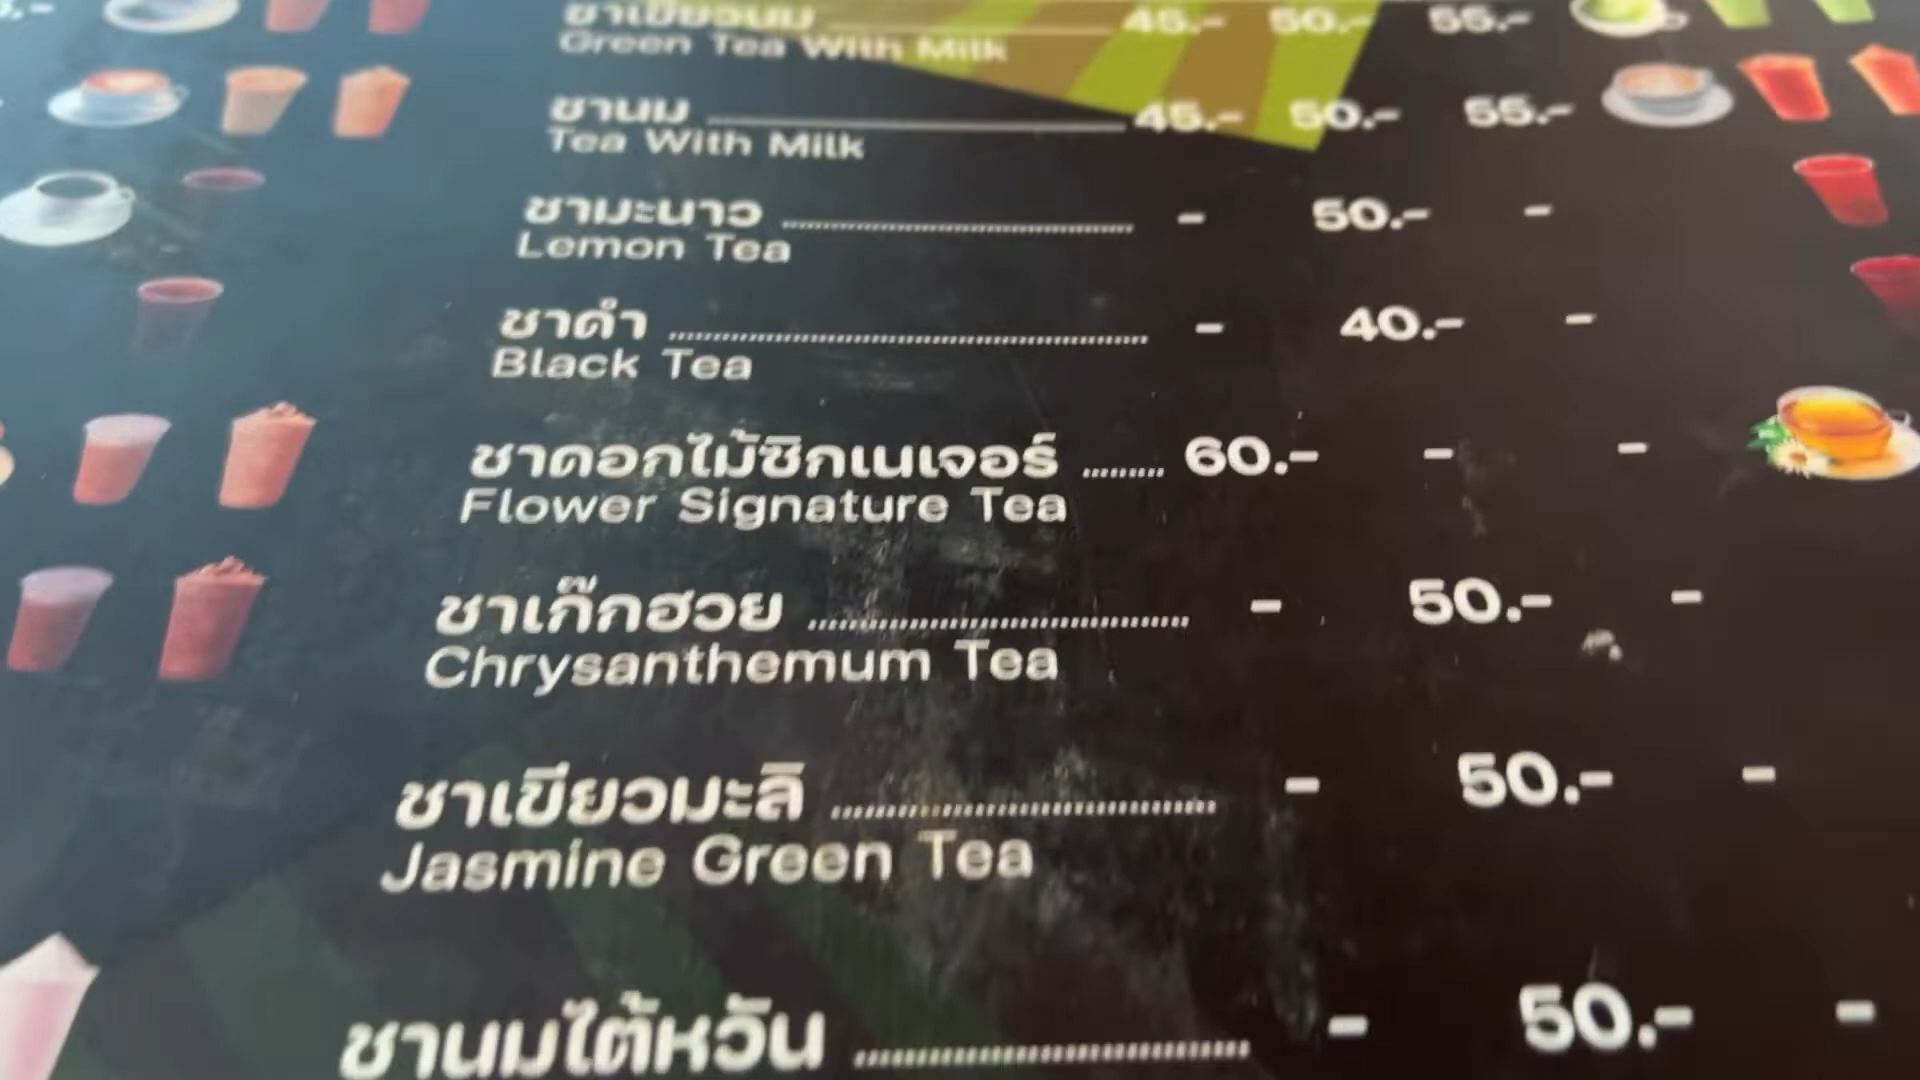 ชาเขียวนม 45.- 50.- 55.-
Green Tea With Milk
ชานม 45.- 50.- 55.-
Tea With Milk
ชามะนาว - 50.- -
Lemon Tea
ชาดำ - 40.- -
Black Tea
ชาดอกไม้ซิกเนเจอร์ 60.- - -
Flower Signature Tea
ชาเก๊กฮวย - 50.- -
Chrysanthemum Tea
ชาเขียวมะลิ - 50.- -
Jasmine Green Tea
ชานมไต้หวัน - 50.- -